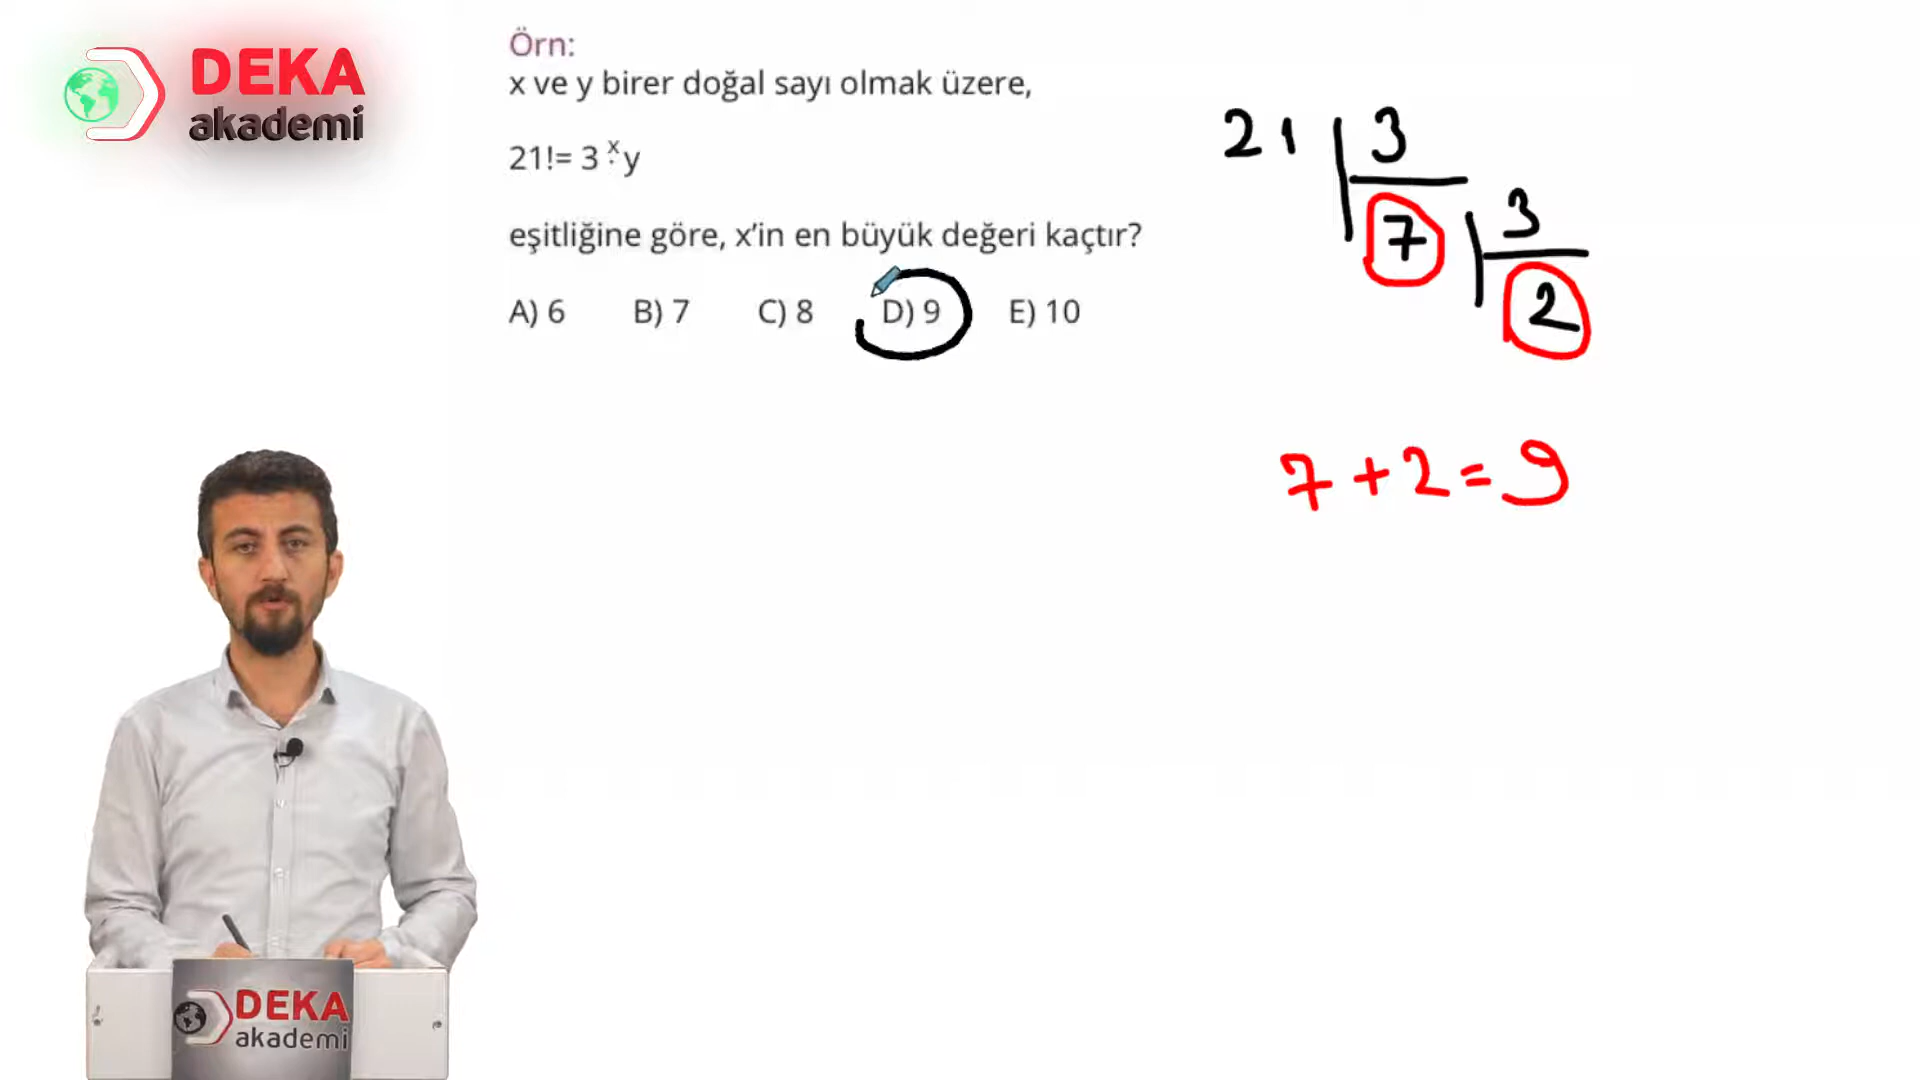 DEKA
akademi
Örn:
x ve y birer doğal sayı olmak üzere,
21!= 3ˣ·y
eşitliğine göre, x’in en büyük değeri kaçtır?
A) 6 B) 7 C) 8 D) 9 E) 10
21 3
7 3
2
7+2=9
DEKA
akademi